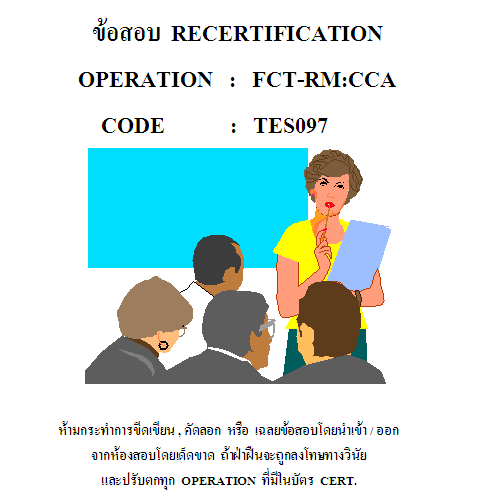 ข้อสอบ RECERTIFICATION
OPERATION : FCT-RM:CCA
CODE : TES097
ห้ามกระทำการขีดเขียน , คัดลอก หรือ เฉลยข้อสอบโดยนำเข้า / ออก
จากห้องสอบโดยเด็ดขาด ถ้าฝ่าฝืนจะถูกลงโทษทางวินัย
และปรับตกทุก OPERATION ที่มีในบัตร CERT.